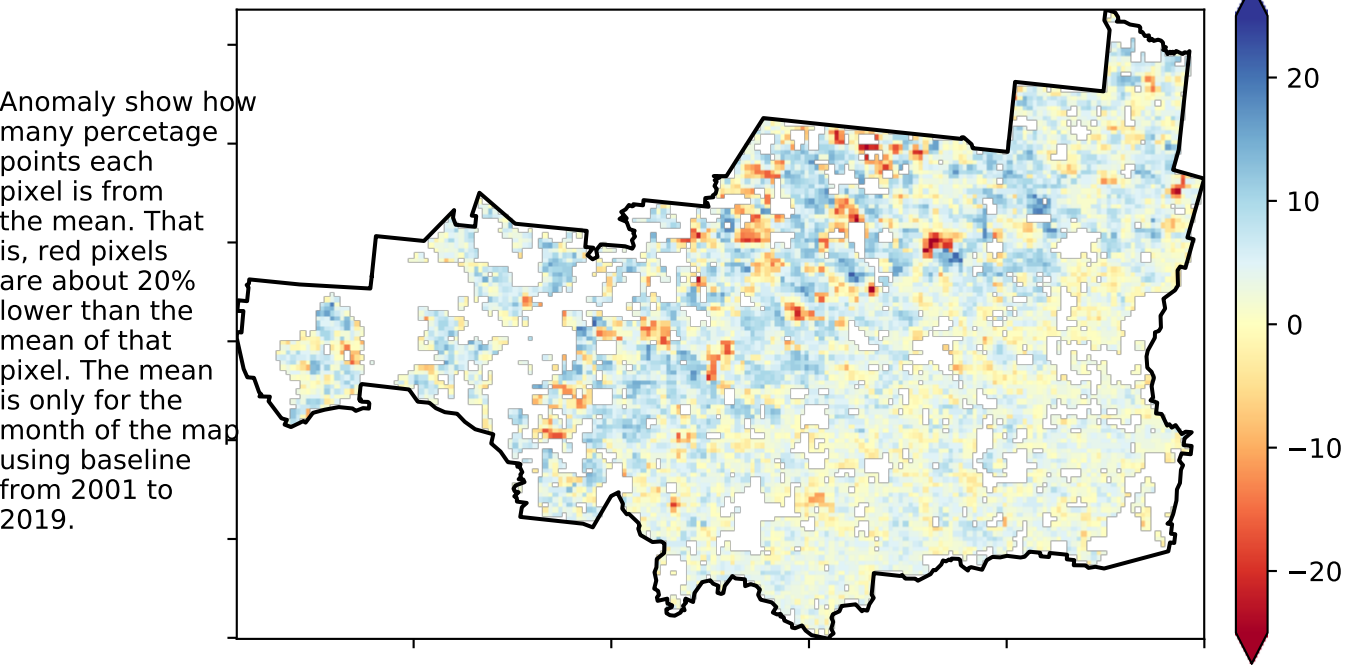 Anomaly show how
many percetage
points each
pixel is from
the mean. That
is, red pixels
are about 20%
lower than the
mean of that
pixel. The mean
is only for the
month of the map
using baseline
from 2001 to
2019.
20
10
0
−10
−20